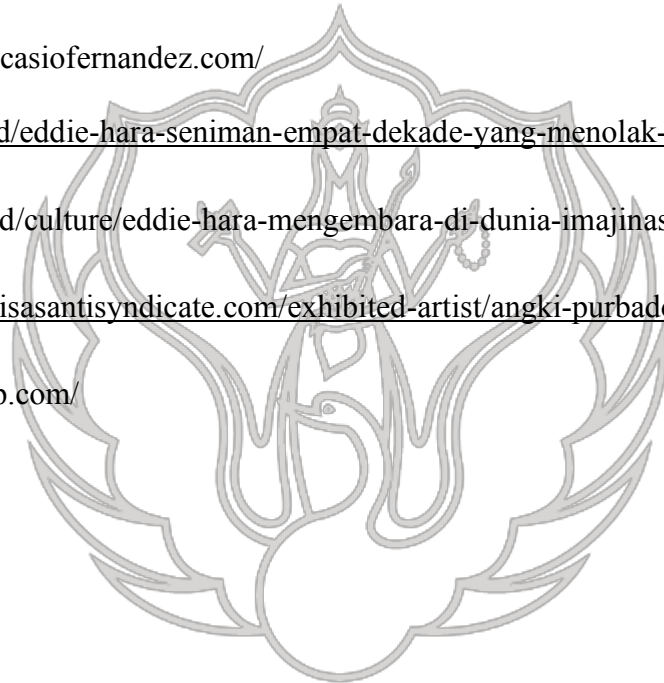 casiofernandez.com/
d/eddie-hara-seniman-empat-dekade-yang-menolak-
d/culture/eddie-hara-mengembara-di-dunia-imajinas
isasantisyndicate.com/exhibited-artist/angki-purbado
p.com/